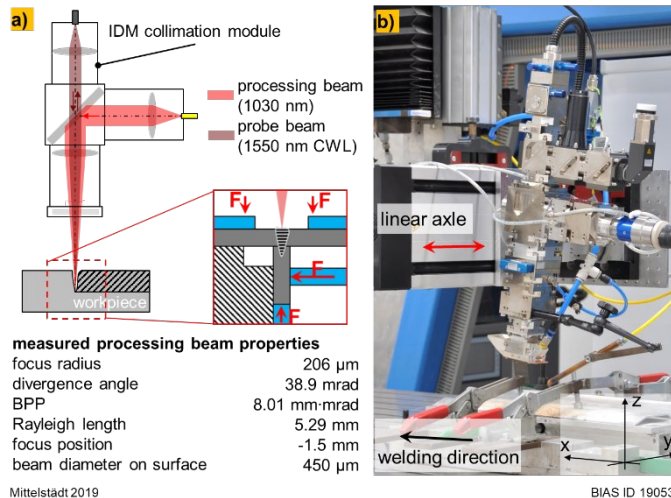 a)
IDM collimation module
processing beam
(1030 nm)
probe beam
(1550 nm CWL)
F
F
F
F
workpiece
measured processing beam properties
focus radius 206 µm
divergence angle 38.9 mrad
BPP 8.01 mm·mrad
Rayleigh length 5.29 mm
focus position -1.5 mm
beam diameter on surface 450 µm
Mittelstädt 2019
b)
linear axle
z
x
y
welding direction
BIAS ID 19053